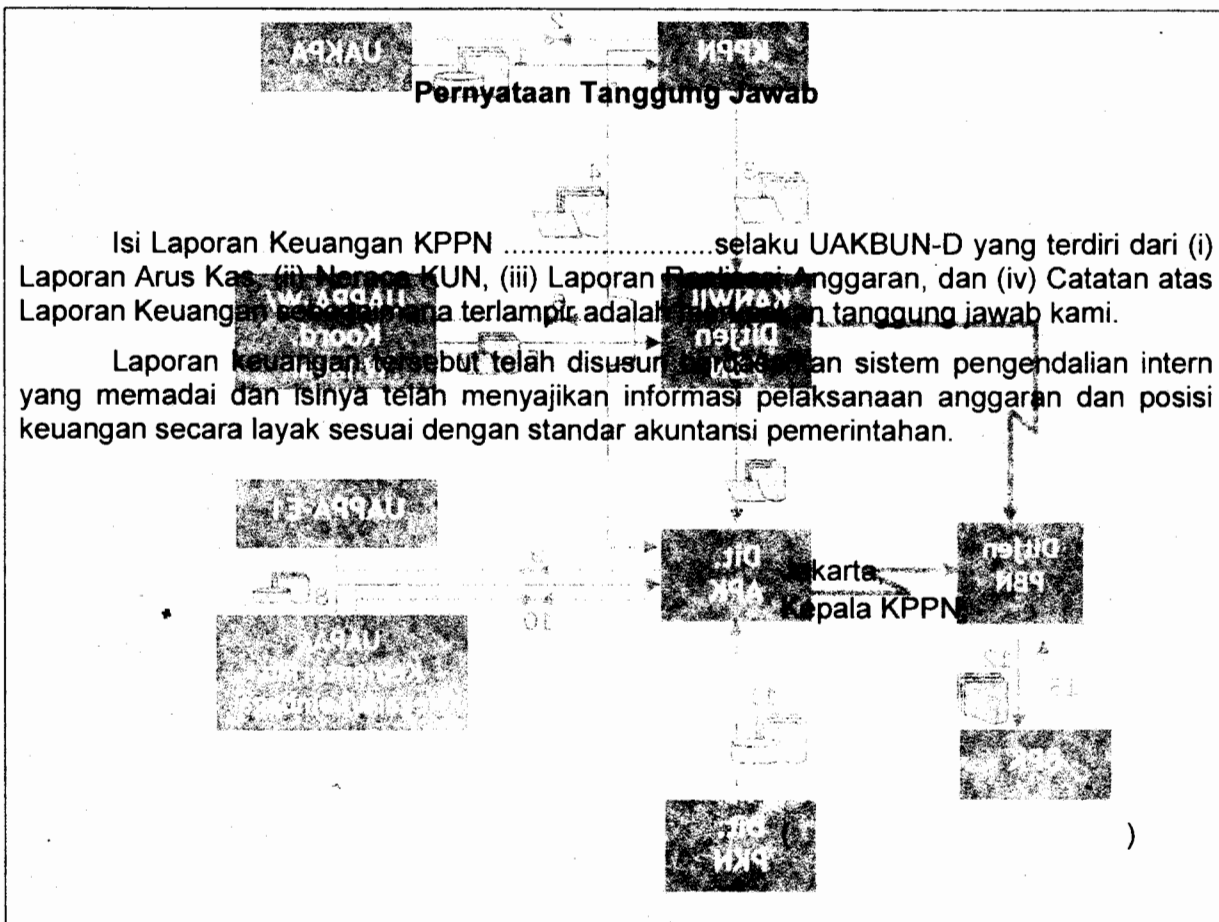 Pernyataan Tanggung Jawab
Isi Laporan Keuangan KPPN ..........................selaku UAKBUN-D yang terdiri dari (i)
Laporan Arus Kas, (ii) Neraca KUN, (iii) Laporan Realisasi Anggaran, dan (iv) Catatan atas
Laporan Keuangan sebagaimana terlampir adalah merupakan tanggung jawab kami.
Laporan keuangan tersebut telah disusun berdasarkan sistem pengendalian intern
yang memadai dan isinya telah menyajikan informasi pelaksanaan anggaran dan posisi
keuangan secara layak sesuai dengan standar akuntansi pemerintahan.
Jakarta,
Kepala KPPN
( )
UAKPA
KPPN
KANWIL
Ditjen
Koord.
UAPPA-E1
Dit.
APK
Ditjen
PBN
UAPA
BPK
Dit.
PKN